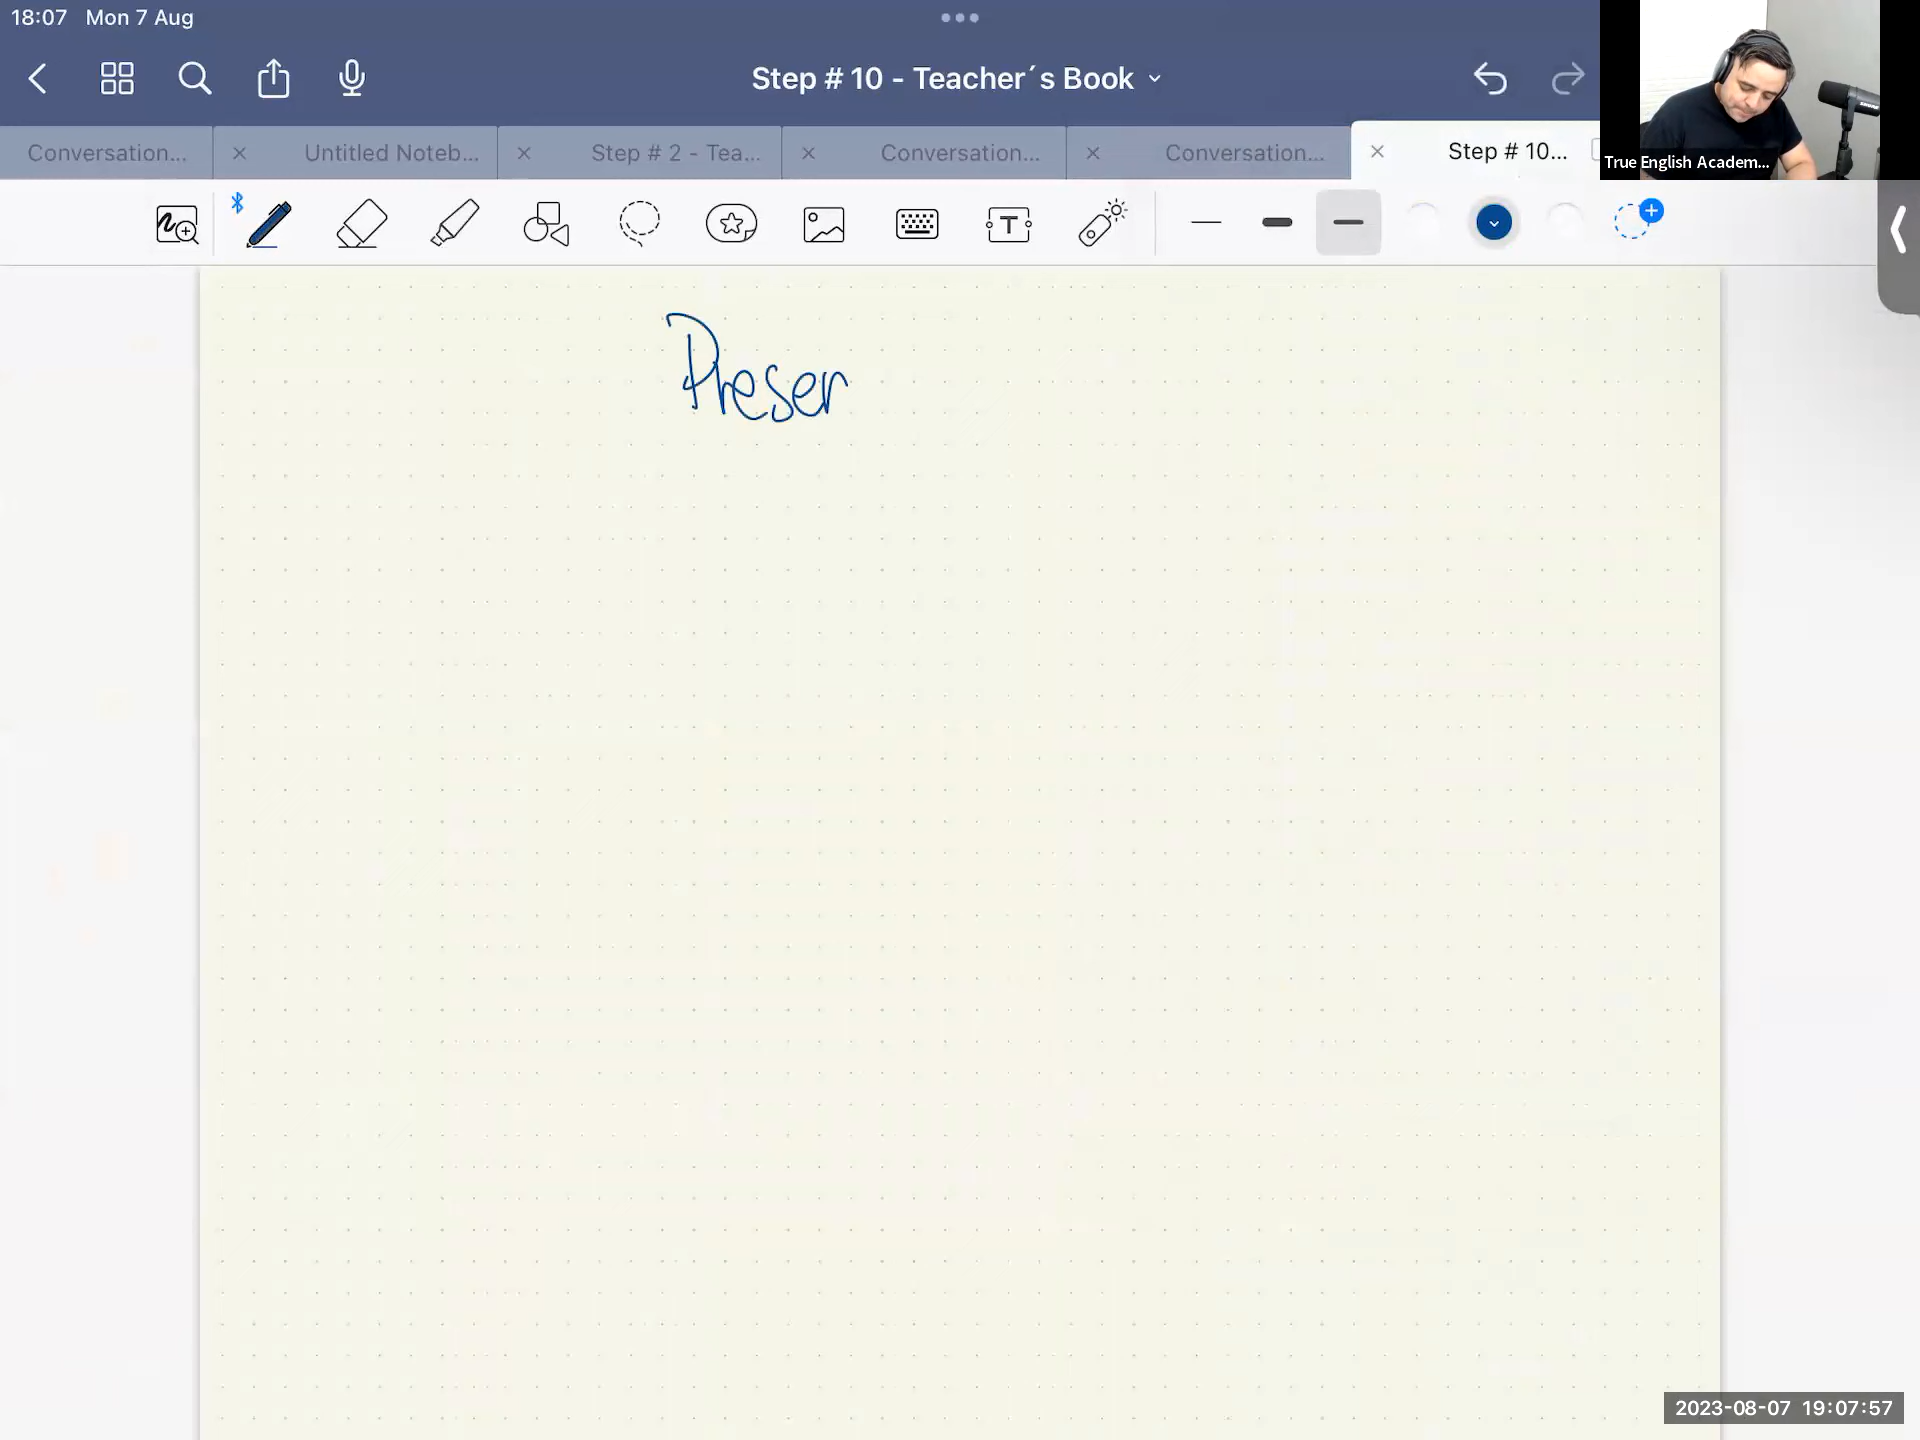 18:07 Mon 7 Aug
Step # 10 - Teacher´s Book
Conversation... Untitled Noteb... Step # 2 - Tea... Conversation... Conversation... Step # 10...
True English Academ...
T
Preser
2023-08-07 19:07:57